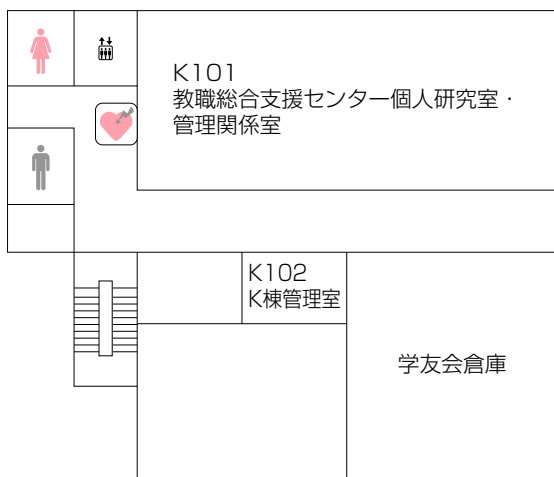 K101
教職総合支援センター個人研究室・
管理関係室
K102
K棟管理室
学友会倉庫